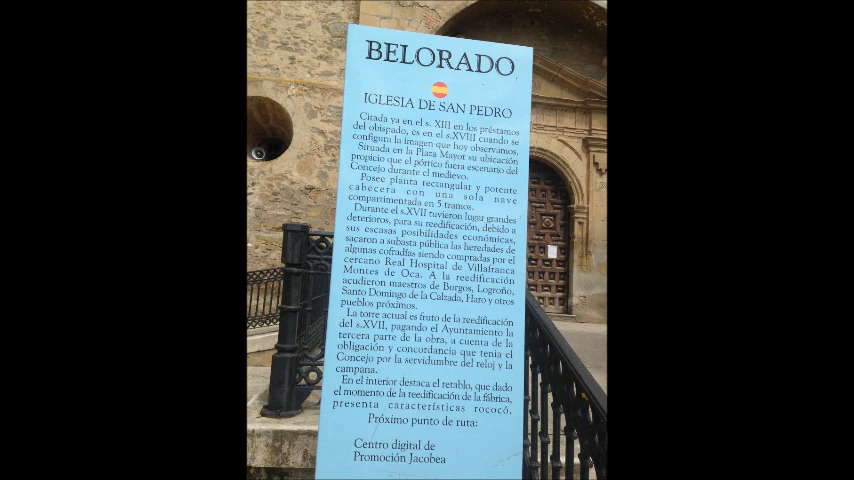 BELORADO
IGLESIA DE SAN PEDRO
Citada ya en el s. XIII en los préstamos
del obispado, es en el s.XVIII cuando se
configura la imagen que hoy observamos.
Situada en la Plaza Mayor su ubicación
propicio que el pórtico fuera escenario del
Concejo durante el medievo.
Posee planta rectangular y potente
cabecera con una sola nave
compartimentada en 5 tramos.
Durante el s.XVII tuvieron lugar grandes
deterioros, para su reedificación, debido a
sus escasas posibilidades económicas,
sacaron a subasta pública las heredades de
algunas cofradías siendo compradas por el
cercano Real Hospital de Villafranca
Montes de Oca. A la reedificación
acudieron maestros de Burgos, Logroño,
Santo Domingo de la Calzada, Haro y otros
pueblos próximos.
La torre actual es fruto de la reedificación
del s.XVII, pagando el Ayuntamiento la
tercera parte de la obra, a cuenta de la
obligación y concordancia que tenia el
Concejo por la servidumbre del reloj y la
campana.
En el interior destaca el retablo, que dado
el momento de la reedificación de la fábrica,
presenta características rococó.
Próximo punto de ruta:
Centro digital de
Promoción Jacobea